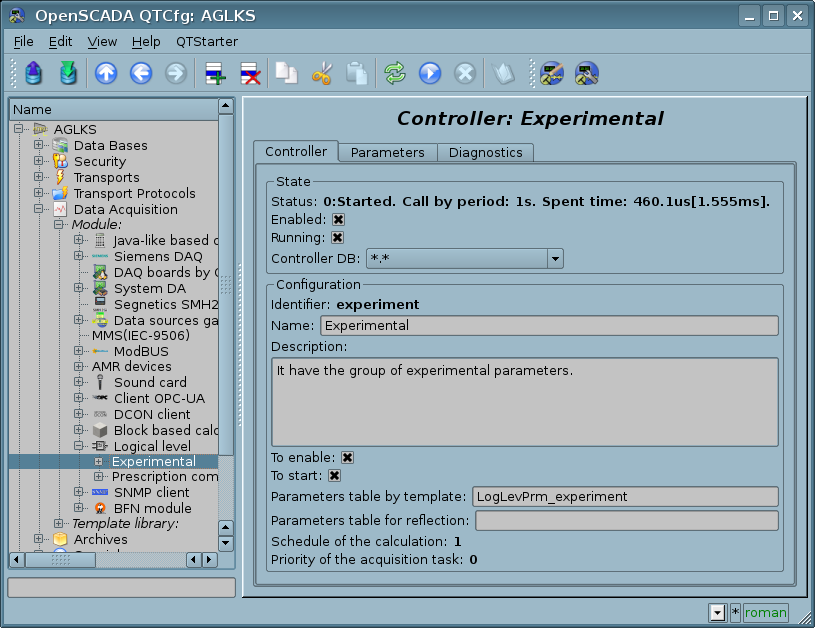 OpenSCADA QTCfg: AGLKS
File Edit View Help QTStarter
Name
AGLKS
Data Bases
Security
Transports
Transport Protocols
Data Acquisition
Module:
Java-like based c
Siemens DAQ
DAQ boards by
System DA
Segnetics SMH2
Data sources ga
MMS(IEC-9506)
ModBUS
AMR devices
Sound card
Client OPC-UA
DCON client
Block based calc
Logical level
Experimental
Prescription com
SNMP client
BFN module
Template library:
Archives
Controller: Experimental
Controller Parameters Diagnostics
State
Status: 0:Started. Call by period: 1s. Spent time: 460.1us[1.555ms].
Enabled:
Running:
Controller DB: *.*
Configuration
Identifier: experiment
Name: Experimental
Description:
It have the group of experimental parameters.
To enable:
To start:
Parameters table by template: LogLevPrm_experiment
Parameters table for reflection:
Schedule of the calculation: 1
Priority of the acquisition task: 0
* roman